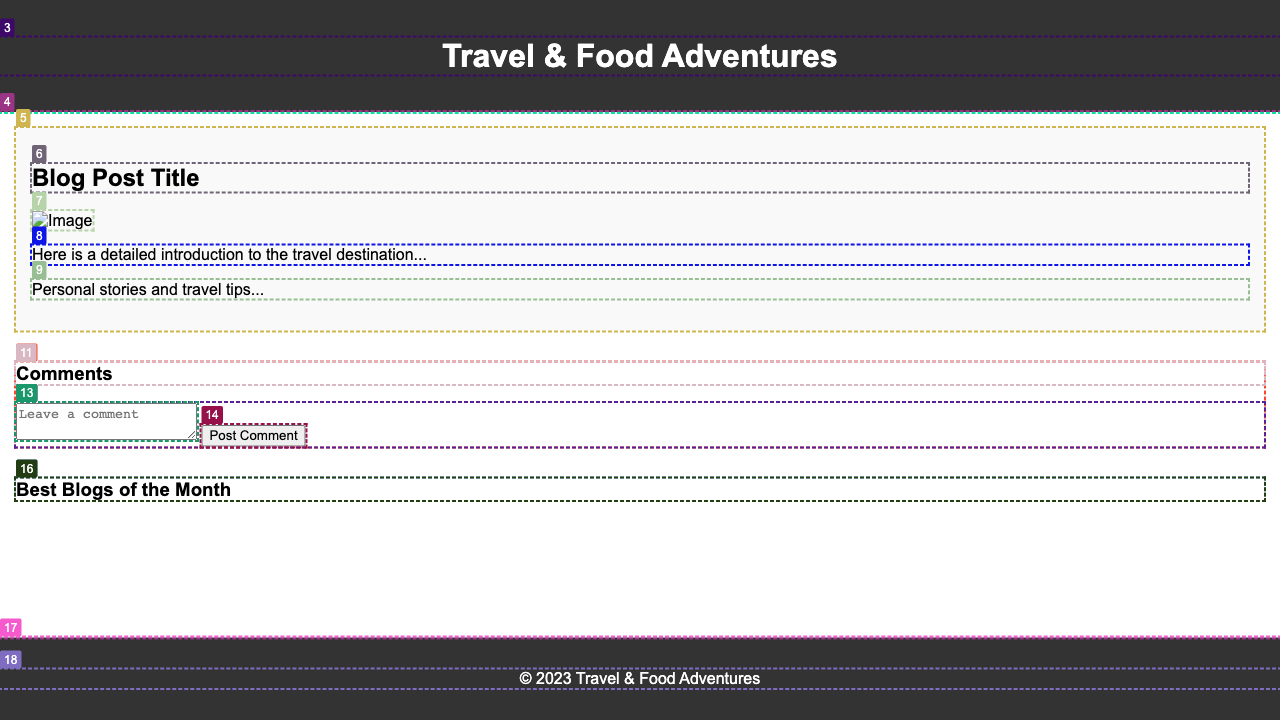 3
Travel & Food Adventures
4
5
6
Blog Post Title
7
Image
8
Here is a detailed introduction to the travel destination...
9
Personal stories and travel tips...
11
Comments
13
Leave a comment
14
Post Comment
16
Best Blogs of the Month
17
18
© 2023 Travel & Food Adventures